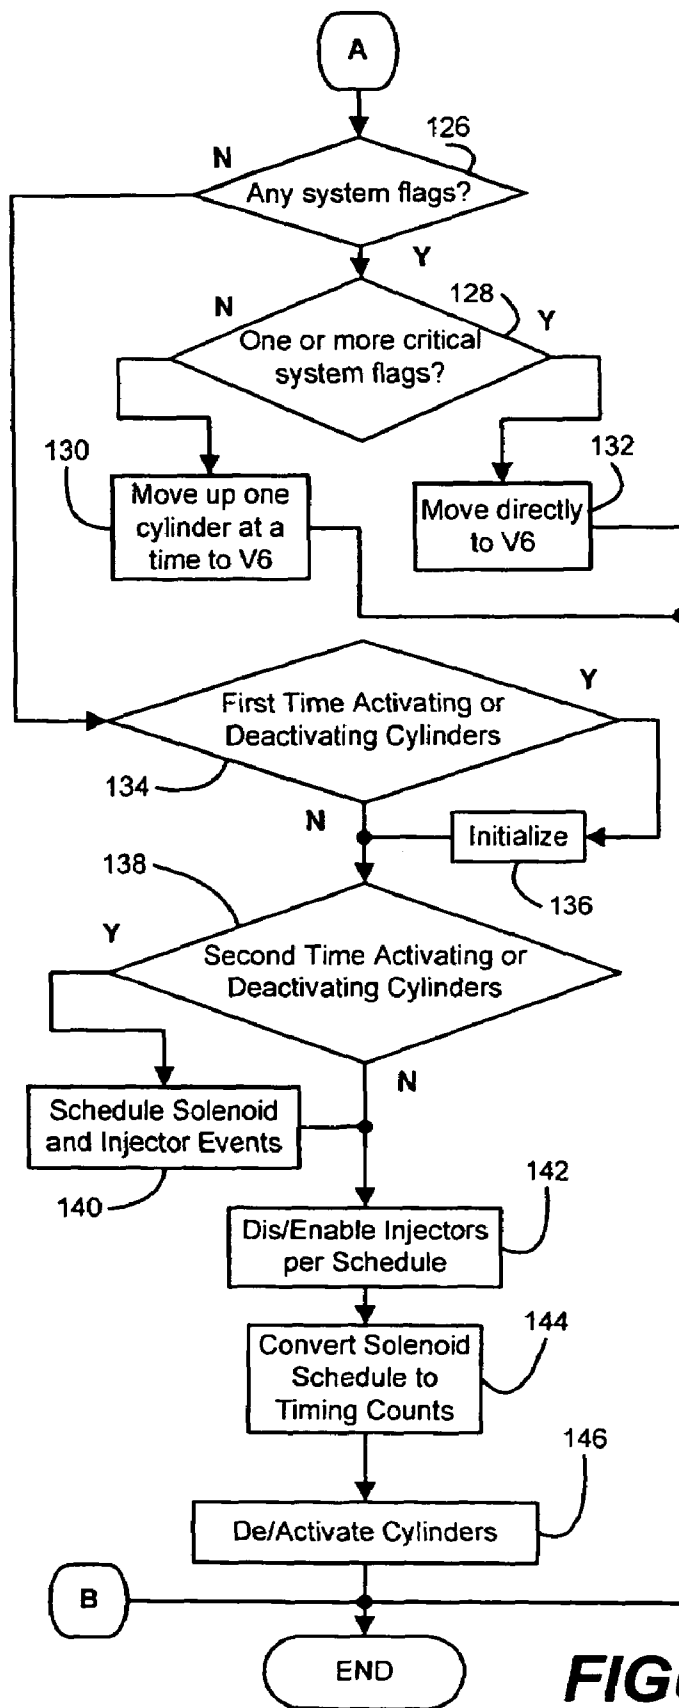 A
126
N
Any system flags?
Y
N
128
Y
One or more critical
system flags?
130
132
Move up one
cylinder at a
time to V6
Move directly
to V6
Y
First Time Activating or
Deactivating Cylinders
134
N
Initialize
138
136
Y
Second Time Activating or
Deactivating Cylinders
N
Schedule Solenoid
and Injector Events
140
142
Dis/Enable Injectors
per Schedule
144
Convert Solenoid
Schedule to
Timing Counts
146
De/Activate Cylinders
B
END